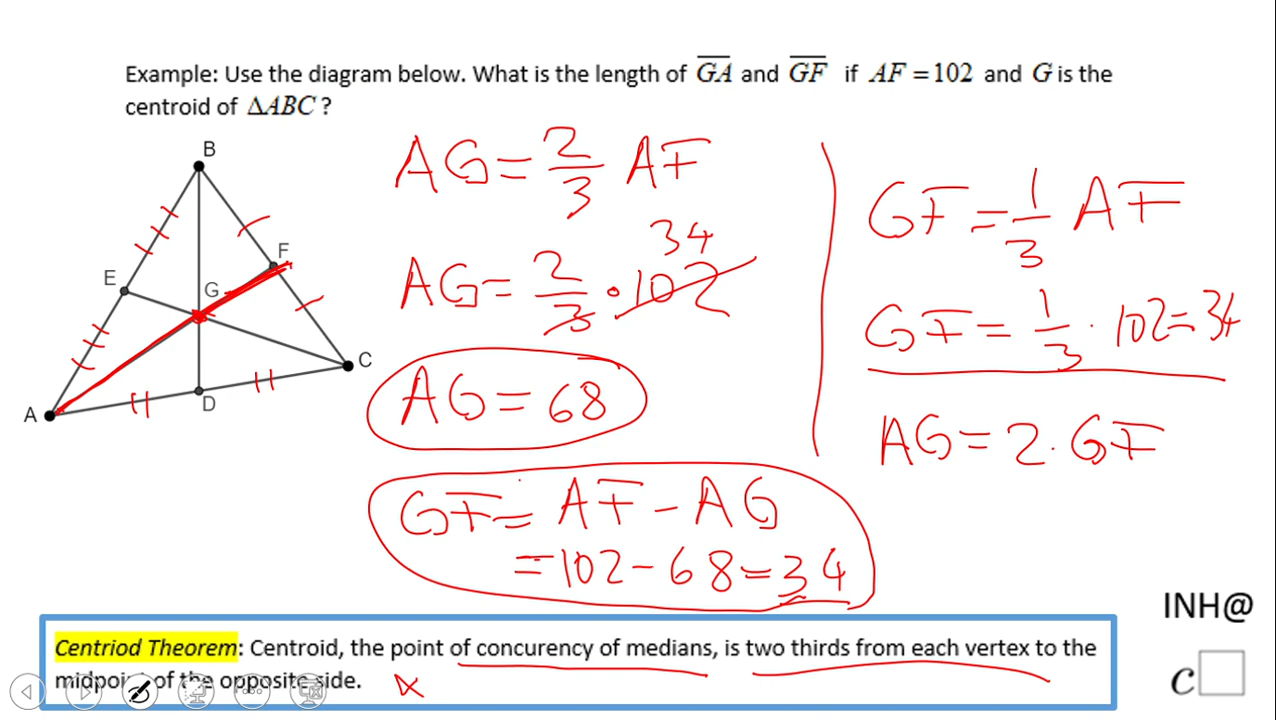 Example: Use the diagram below. What is the length of GA and GF if AF = 102 and G is the
centroid of ΔABC ?
B
F
E
G
C
A
D
AG = 2/3 AF
34
AG = 2/3 · 102
AG = 68
GF = AF - AG
= 102 - 68 = 34
GF = 1/3 AF
GF = 1/3 · 102 = 34
AG = 2 · GF
Centriod Theorem: Centroid, the point of concurency of medians, is two thirds from each vertex to the
midpoi of the opposite side.
INH@
c